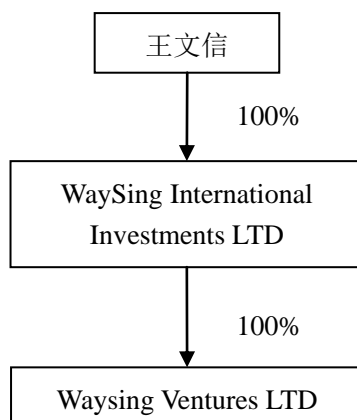 王文信
100%
WaySing International
Investments LTD
100%
Waysing Ventures LTD